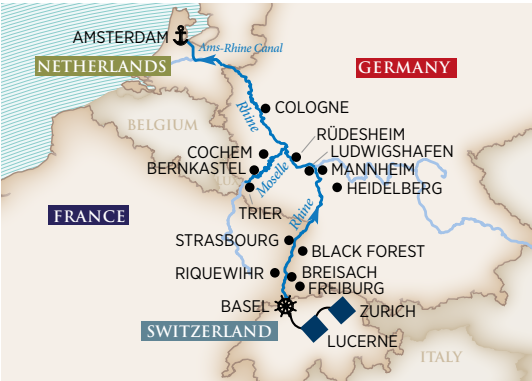 AMSTERDAM
Ams-Rhine Canal
NETHERLANDS
GERMANY
COLOGNE
Rhine
BELGIUM
RÜDESHEIM
COCHEM
LUDWIGSHAFEN
BERNKASTEL
MANNHEIM
Moselle
HEIDELBERG
LUX
TRIER
FRANCE
Rhine
STRASBOURG
BLACK FOREST
RIQUEWIHR
BREISACH
FREIBURG
BASEL
ZURICH
SWITZERLAND
LUCERNE
ITALY